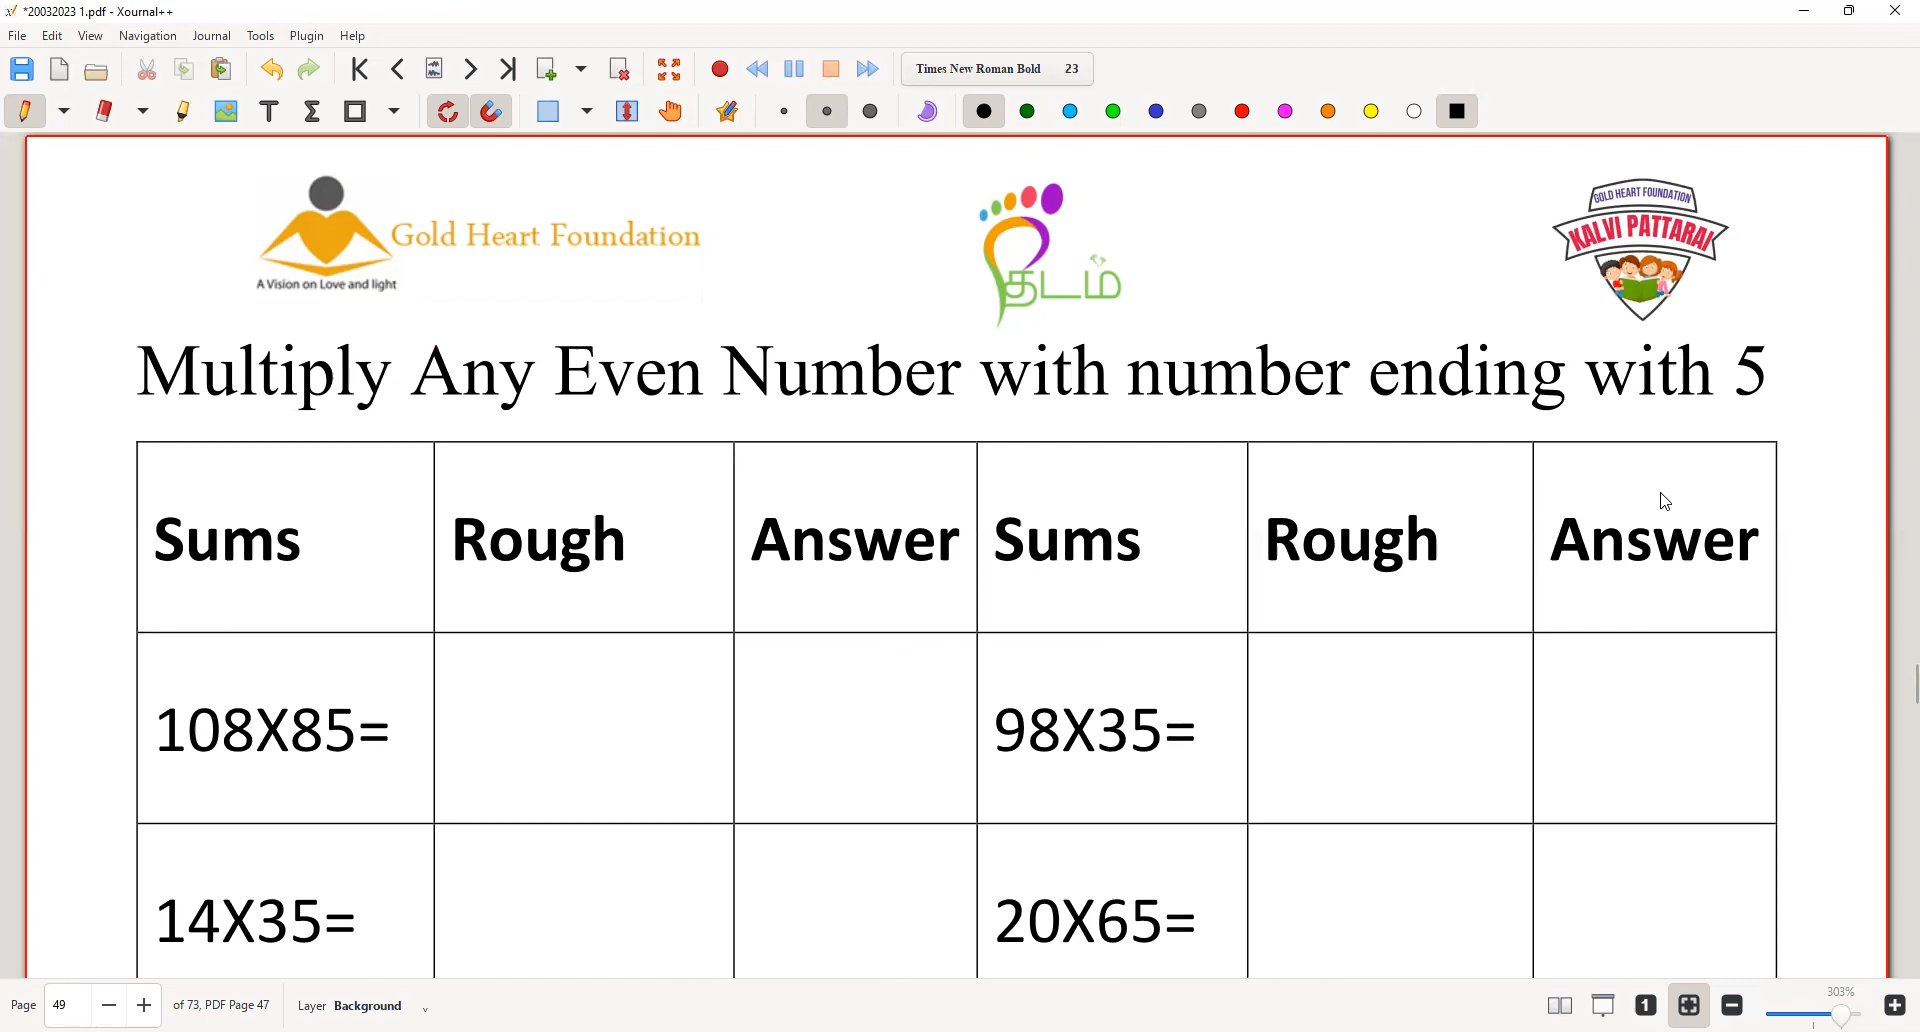 *20032023 1.pdf - Xournal++
File Edit View Navigation Journal Tools Plugin Help
Times New Roman Bold 23
Gold Heart Foundation
A Vision on Love and light
தடம்
GOLD HEART FOUNDATION
KALVI PATTARAI
Multiply Any Even Number with number ending with 5
Sums Rough Answer Sums Rough Answer
108X85= 98X35=
14X35= 20X65=
Page 49 of 73, PDF Page 47 Layer Background 1 303%